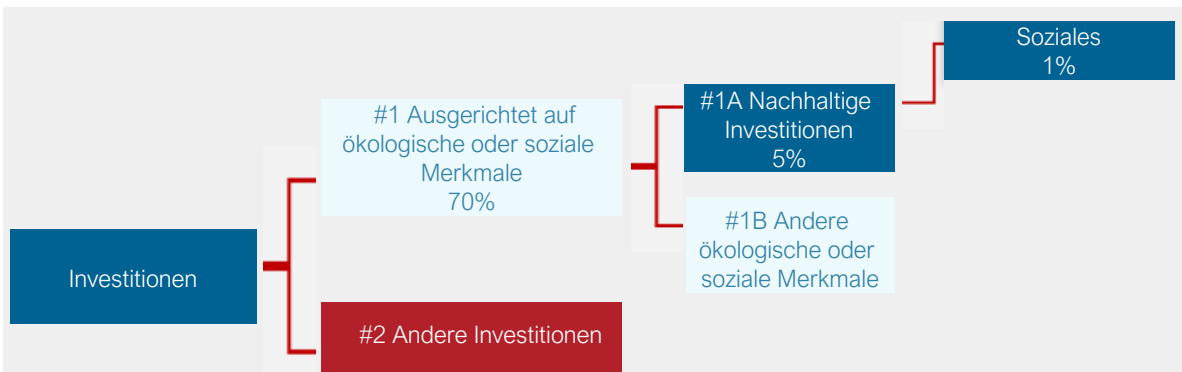 Soziales
1%
#1A Nachhaltige
Investitionen
5%
#1 Ausgerichtet auf
ökologische oder soziale
Merkmale
70%
#1B Andere
ökologische oder
soziale Merkmale
Investitionen
#2 Andere Investitionen